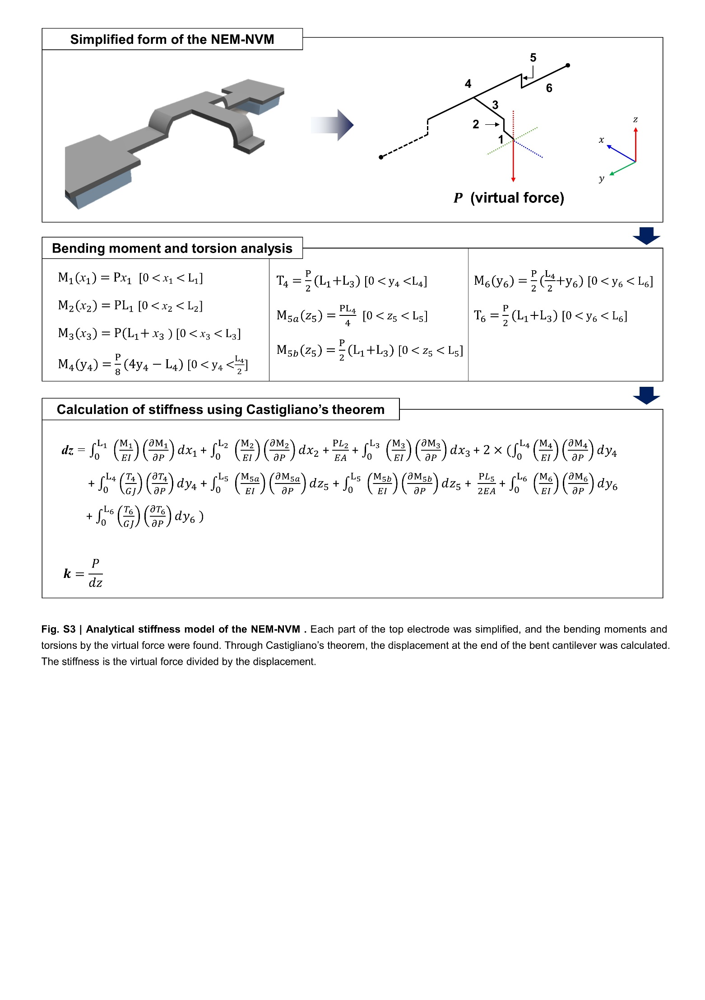 Simplified form of the NEM-NVM
5
4
6
3
2
1
z
x
y
P (virtual force)
Bending moment and torsion analysis
M₁(x₁) = Px₁ [0 < x₁ < L₁]
M₂(x₂) = PL₁ [0 < x₂ < L₂]
M₃(x₃) = P(L₁+ x₃ ) [0 < x₃ < L₃]
M₄(y₄) = P/8 (4y₄ − L₄) [0 < y₄ < L₄/2]
T₄ = P/2 (L₁+L₃) [0 < y₄ <L₄]
M₅a(z₅) = PL₄/4 [0 < z₅ < L₅]
M₅b(z₅) = P/2 (L₁+L₃) [0 < z₅ < L₅]
M₆(y₆) = P/2 (L₄/2+y₆) [0 < y₆ < L₆]
T₆ = P/2 (L₁+L₃) [0 < y₆ < L₆]
Calculation of stiffness using Castigliano’s theorem
dz = ∫₀^L₁ (M₁/EI)(∂M₁/∂P) dx₁ + ∫₀^L₂ (M₂/EI)(∂M₂/∂P) dx₂ + PL₂/EA + ∫₀^L₃ (M₃/EI)(∂M₃/∂P) dx₃ + 2 × (∫₀^L₄ (M₄/EI)(∂M₄/∂P) dy₄
+ ∫₀^L₄ (T₄/GJ)(∂T₄/∂P) dy₄ + ∫₀^L₅ (M₅a/EI)(∂M₅a/∂P) dz₅ + ∫₀^L₅ (M₅b/EI)(∂M₅b/∂P) dz₅ + PL₅/2EA + ∫₀^L₆ (M₆/EI)(∂M₆/∂P) dy₆
+ ∫₀^L₆ (T₆/GJ)(∂T₆/∂P) dy₆ )
k = P/dz
Fig. S3 | Analytical stiffness model of the NEM-NVM . Each part of the top electrode was simplified, and the bending moments and
torsions by the virtual force were found. Through Castigliano’s theorem, the displacement at the end of the bent cantilever was calculated.
The stiffness is the virtual force divided by the displacement.